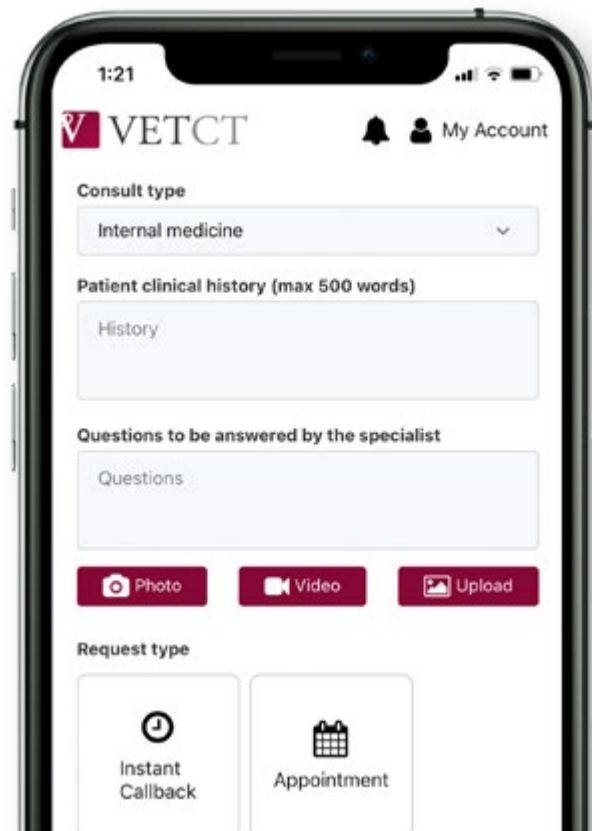 1:21
VETCT
My Account
Consult type
Internal medicine
Patient clinical history (max 500 words)
History
Questions to be answered by the specialist
Questions
Photo
Video
Upload
Request type
Instant
Callback
Appointment